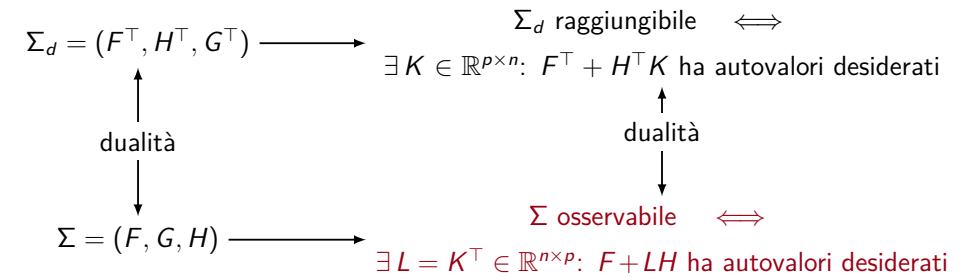 Σ_d raggiungibile ⟺
Σ_d = (F^⊤, H^⊤, G^⊤)
∃ K ∈ ℝ^{p×n}: F^⊤ + H^⊤K ha autovalori desiderati
dualità
dualità
Σ osservabile ⟺
Σ = (F, G, H)
∃ L = K^⊤ ∈ ℝ^{n×p}: F + LH ha autovalori desiderati